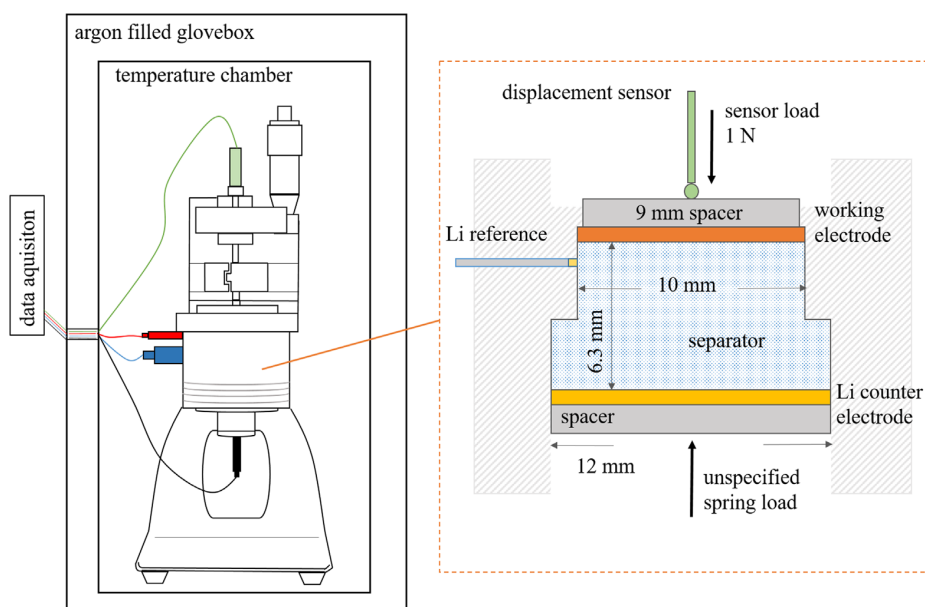 argon filled glovebox
temperature chamber
data aquisiton
displacement sensor
sensor load
1 N
9 mm spacer
working
electrode
Li reference
10 mm
6.3 mm
separator
Li counter
electrode
spacer
12 mm
unspecified
spring load